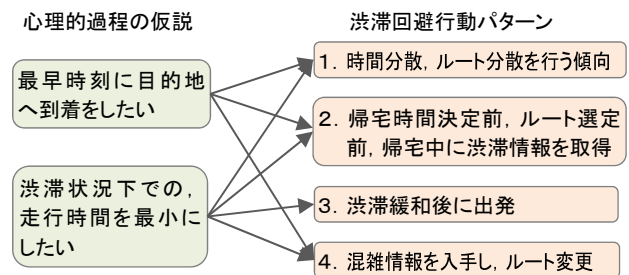 心理的過程の仮説
渋滞回避行動パターン
最早時刻に目的地
へ到着をしたい
渋滞状況下での,
走行時間を最小に
したい
1. 時間分散, ルート分散を行う傾向
2. 帰宅時間決定前, ルート選定
前, 帰宅中に渋滞情報を取得
3. 渋滞緩和後に出発
4. 混雑情報を入手し, ルート変更